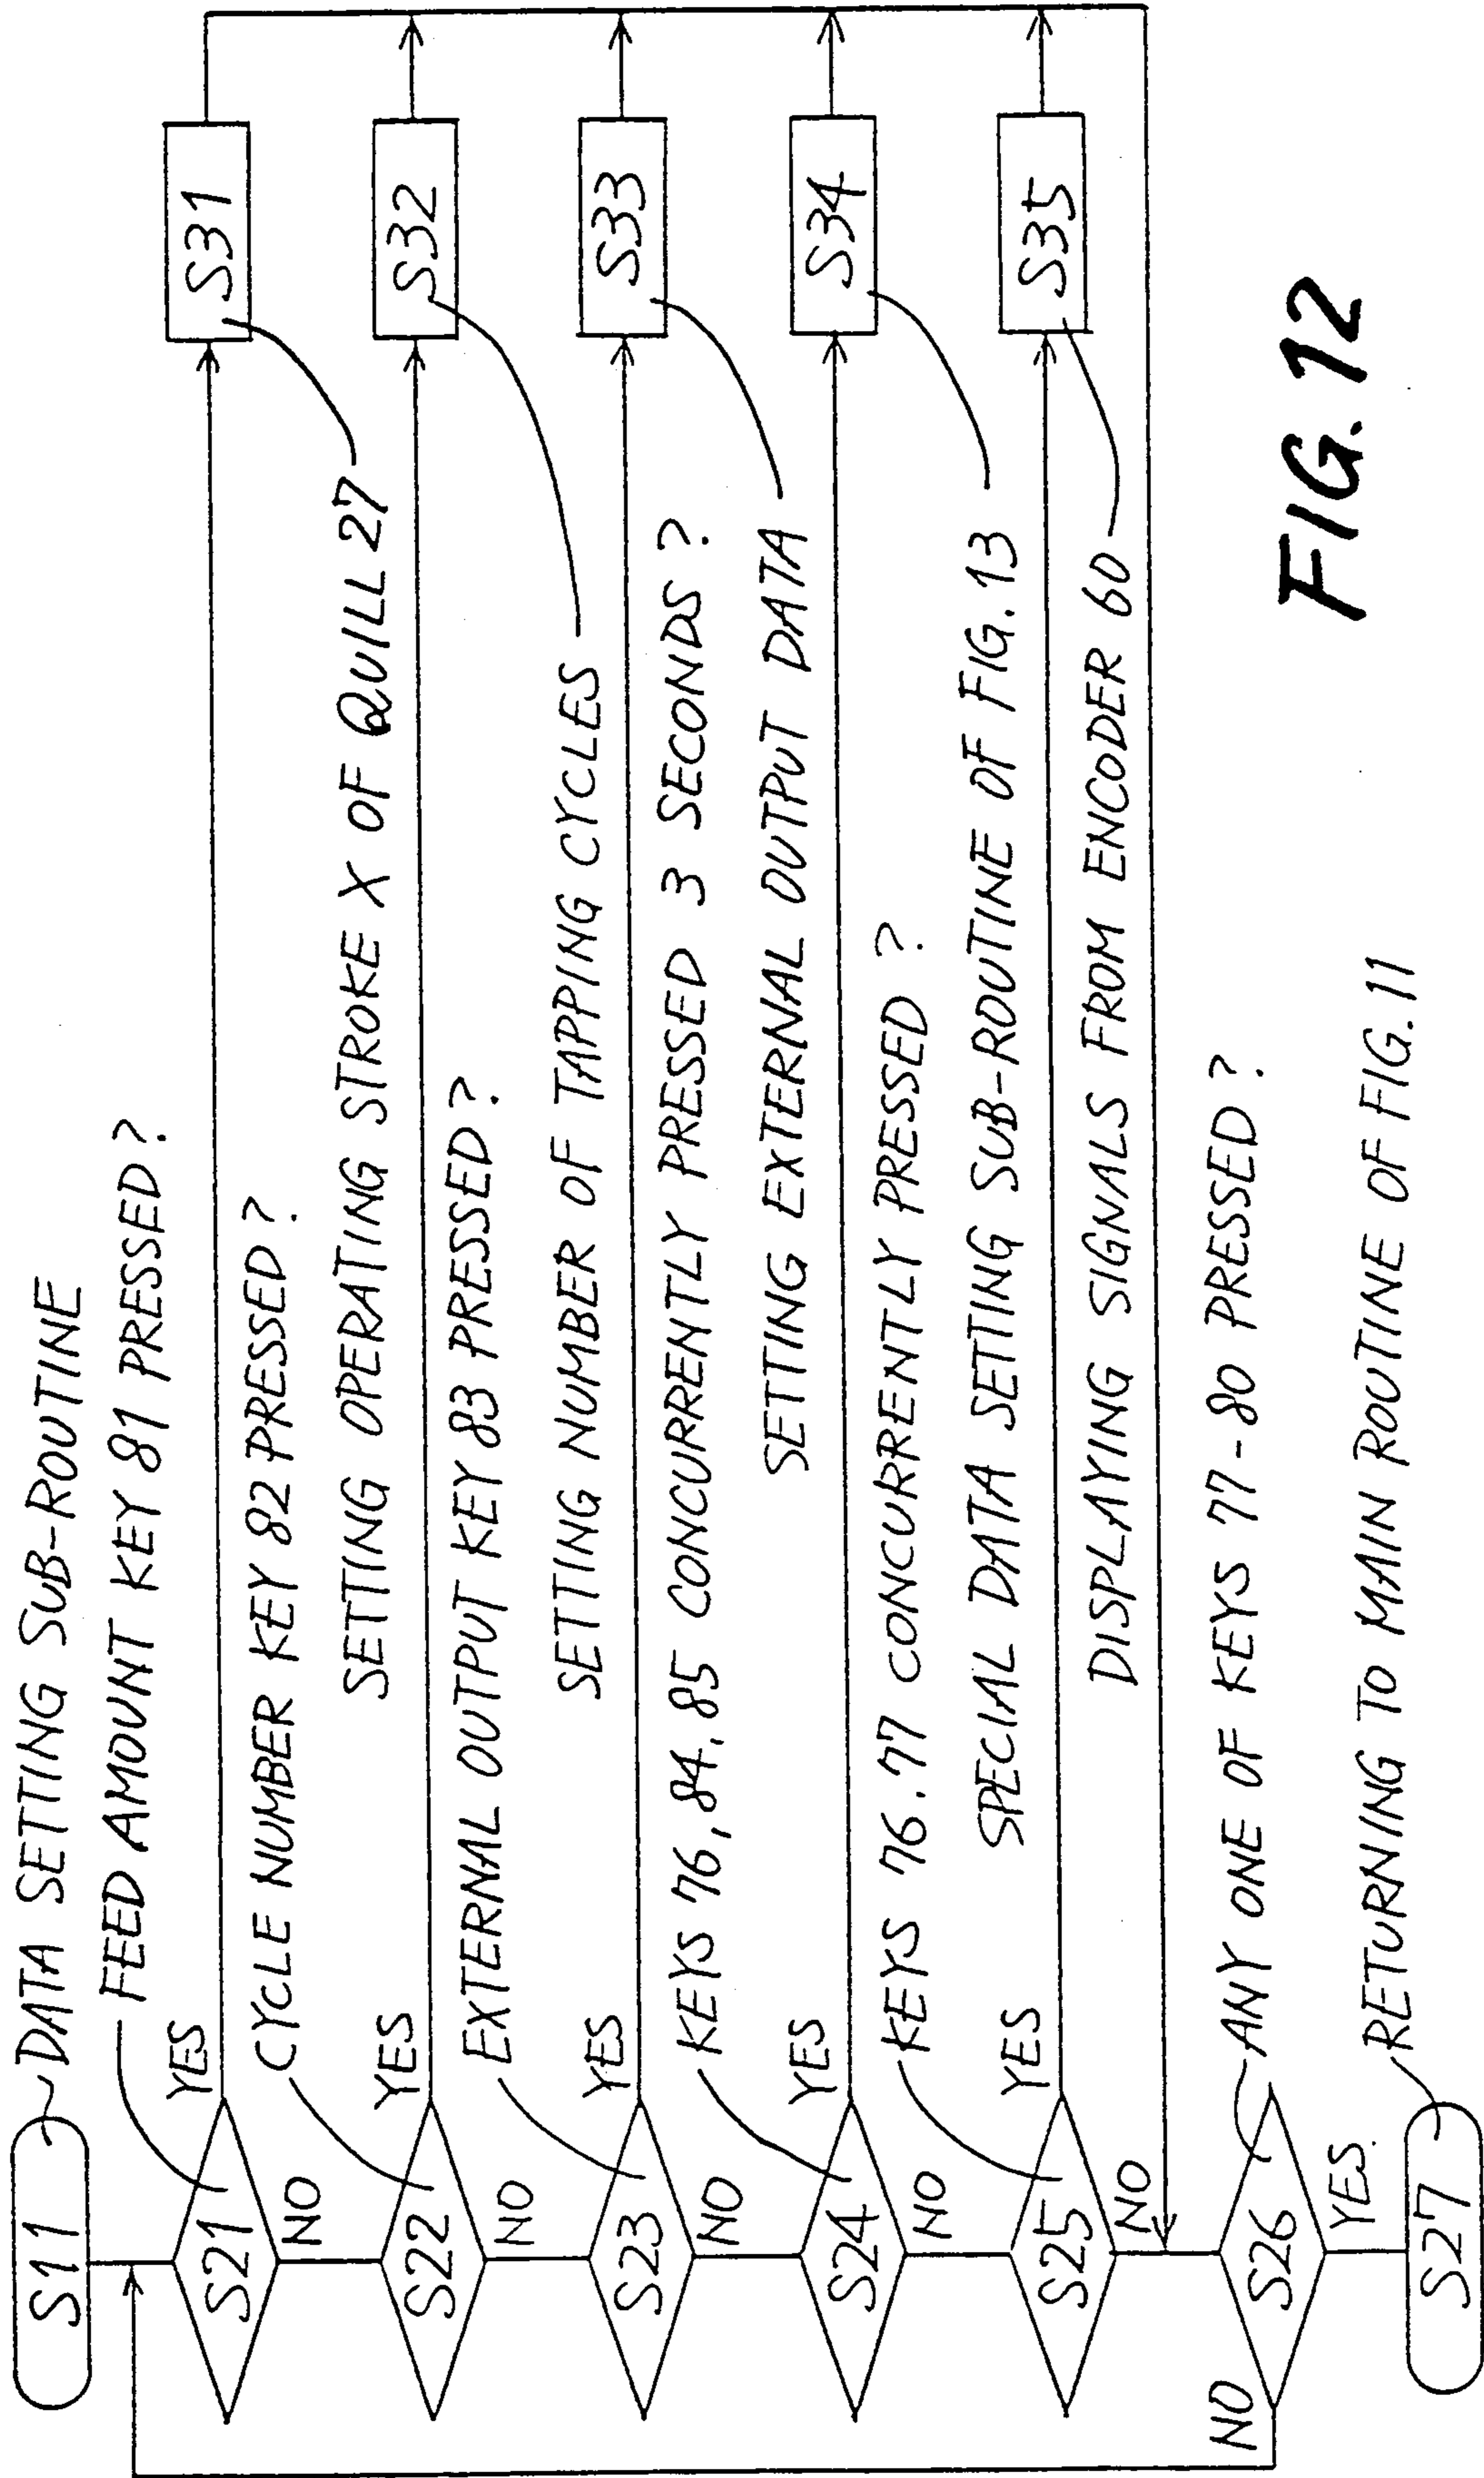 S11
DATA SETTING SUB-ROUTINE
FEED AMOUNT KEY 81 PRESSED?
S21
YES
S31
NO
CYCLE NUMBER KEY 82 PRESSED?
SETTING OPERATING STROKE X OF QUILL 27
S22
YES
S32
NO
EXTERNAL OUTPUT KEY 83 PRESSED?
SETTING NUMBER OF TAPPING CYCLES
S23
YES
S33
NO
KEYS 76, 84, 85 CONCURRENTLY PRESSED 3 SECONDS?
SETTING EXTERNAL OUTPUT DATA
S24
YES
S34
NO
KEYS 76.77 CONCURRENTLY PRESSED ?
SPECIAL DATA SETTING SUB-ROUTINE OF FIG.13
S25
YES
S35
NO
DISPLAYING SIGNALS FROM ENCODER 60
NO
S26
ANY ONE OF KEYS 77-80 PRESSED?
YES.
S27
RETURNING TO MAIN ROUTINE OF FIG.11
FIG.12